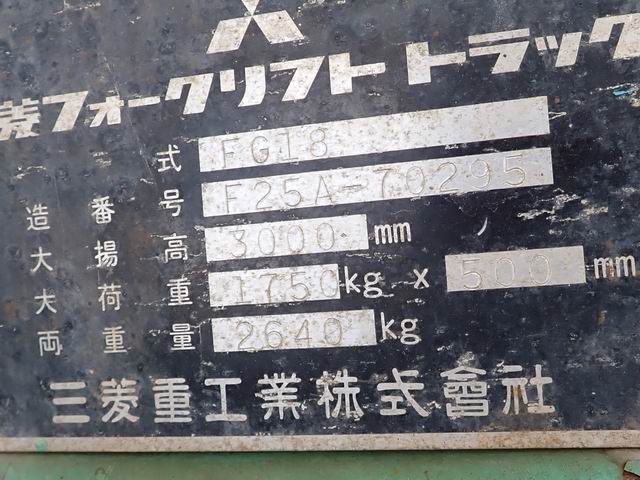 菱フォークリフトトラック
式 FG18
造番号 F25A-70295
大揚高 3000 mm
大荷重 1750 kg x 500 mm
両重量 2640 kg
三菱重工業株式會社